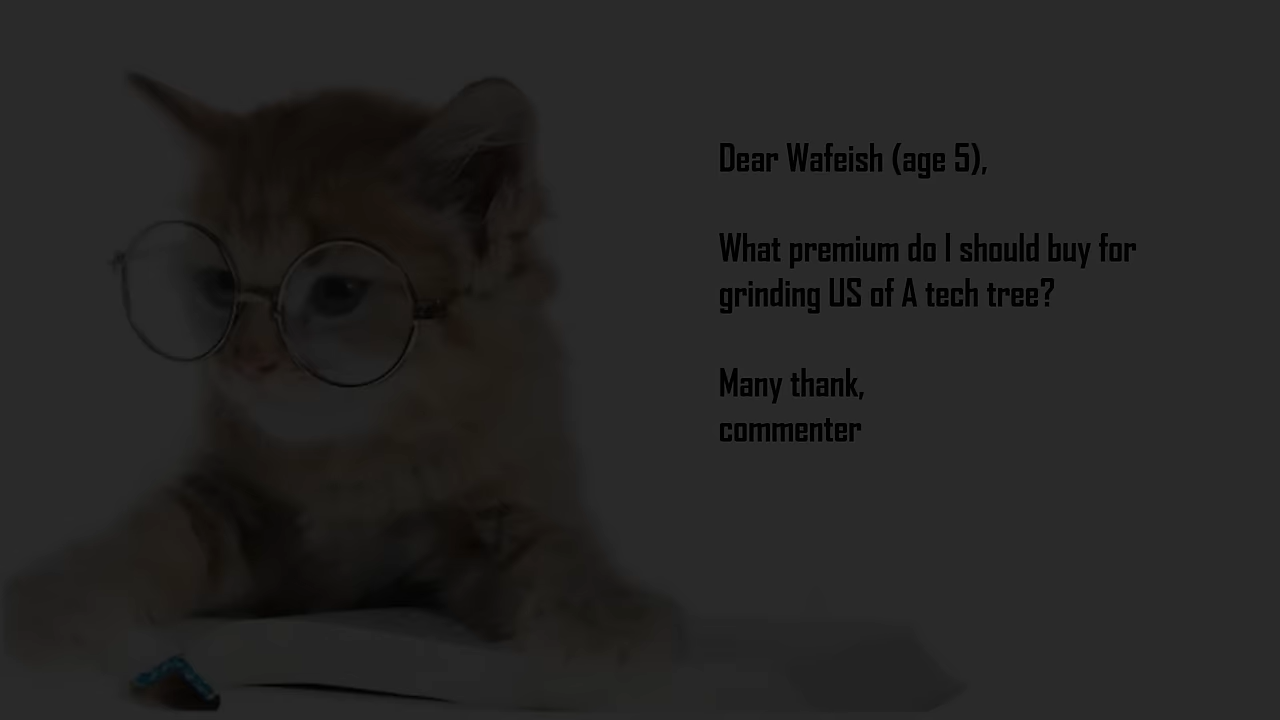 Dear Wafeish (age 5),
What premium do I should buy for
grinding US of A tech tree?
Many thank,
commenter